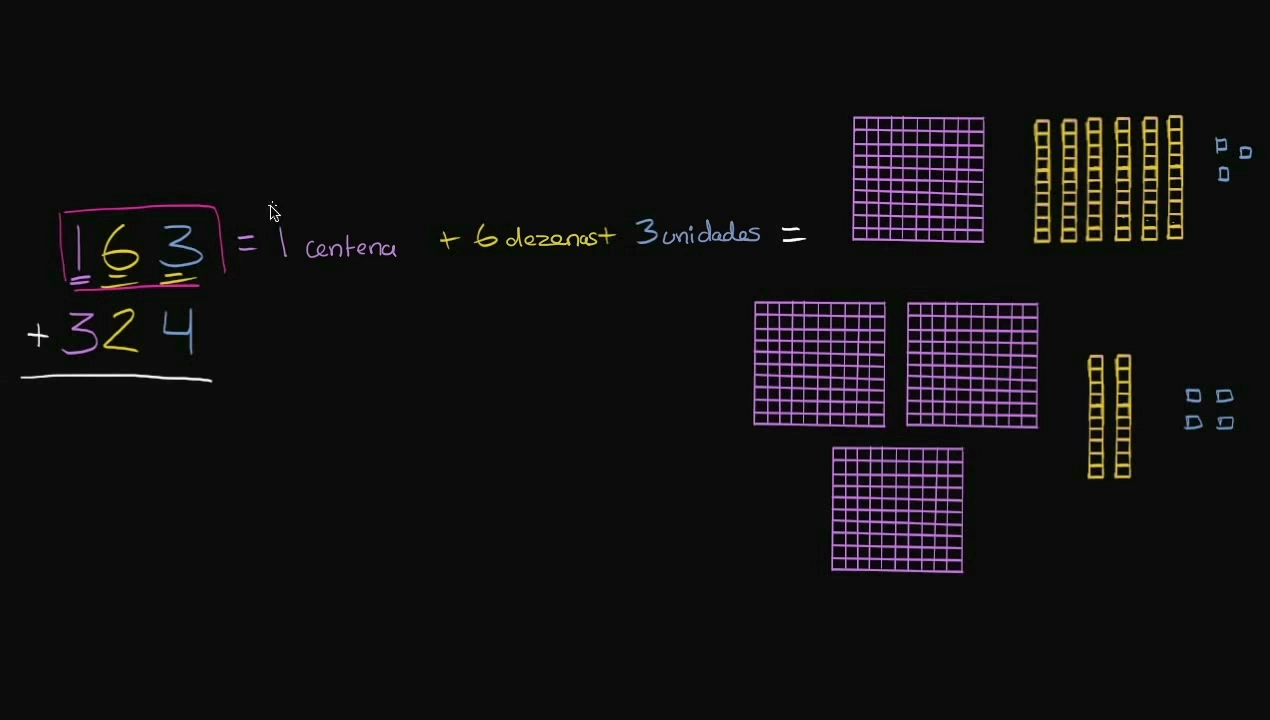 163 = 1 centena + 6 dezenas + 3 unidades =
+ 324